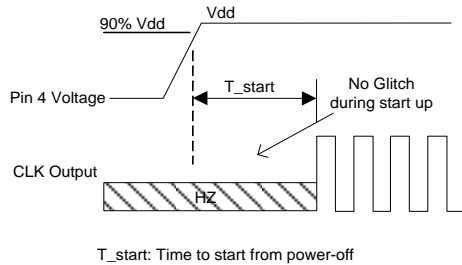 90% Vdd
Vdd
T_start
No Glitch
during start up
Pin 4 Voltage
CLK Output
HZ
T_start: Time to start from power-off